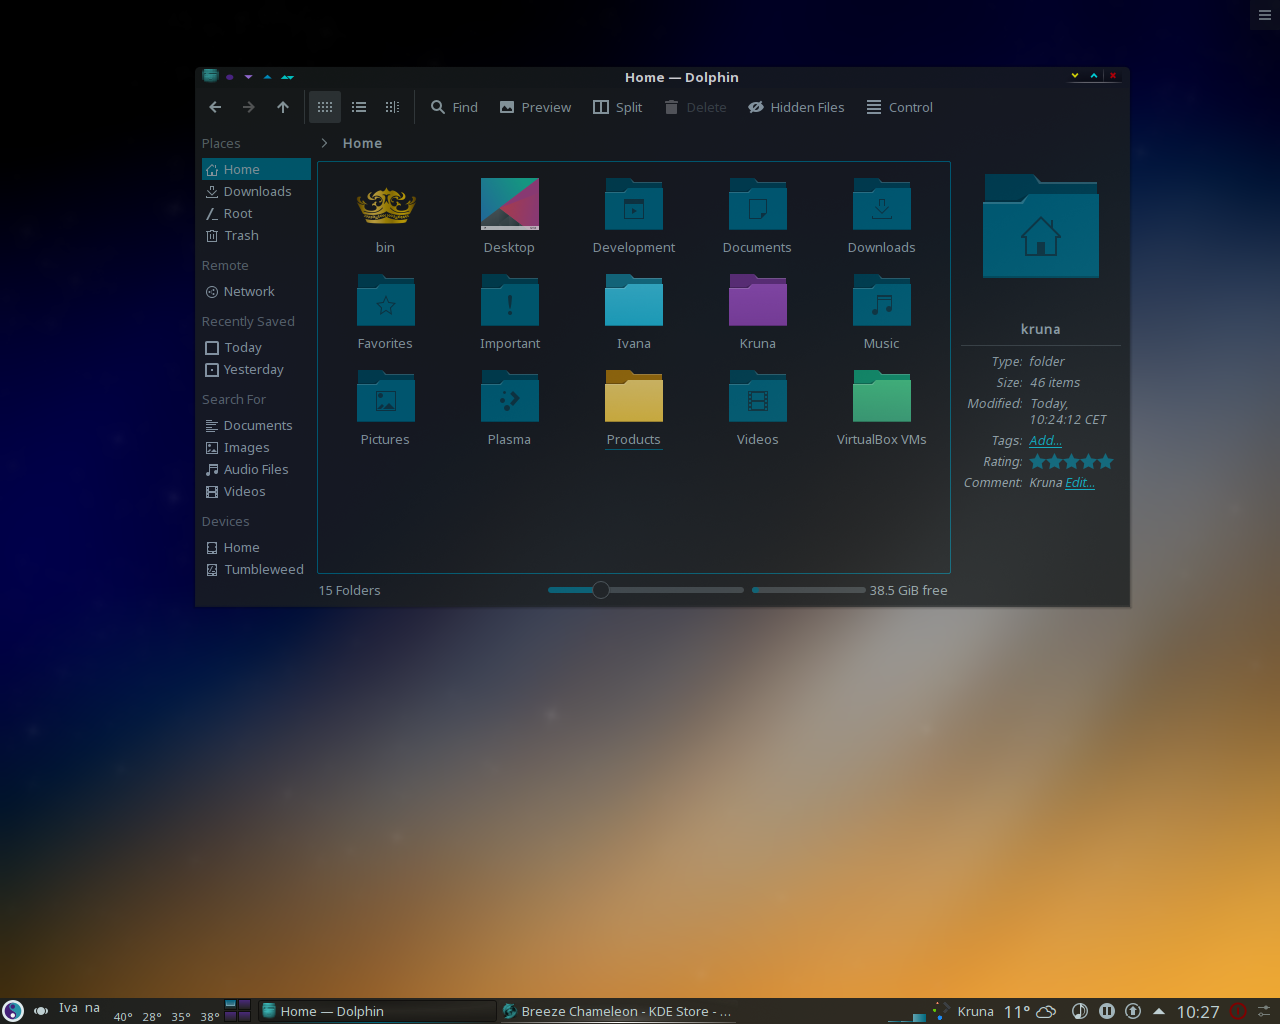 Home — Dolphin
Find
Preview
Split
Delete
Hidden Files
Control
Places
Home
Downloads
Root
Trash
Remote
Network
Recently Saved
Today
Yesterday
Search For
Documents
Images
Audio Files
Videos
Devices
Home
Tumbleweed
Home
bin
Desktop
Development
Documents
Downloads
Favorites
Important
Ivana
Kruna
Music
Pictures
Plasma
Products
Videos
VirtualBox VMs
15 Folders
38.5 GiB free
kruna
Type: folder
Size: 46 items
Modified: Today,
10:24:12 CET
Tags: Add...
Rating:
Comment: Kruna Edit...
Iva na
40° 28° 35° 38°
Home — Dolphin
Breeze Chameleon - KDE Store - ...
Kruna
11°
10:27